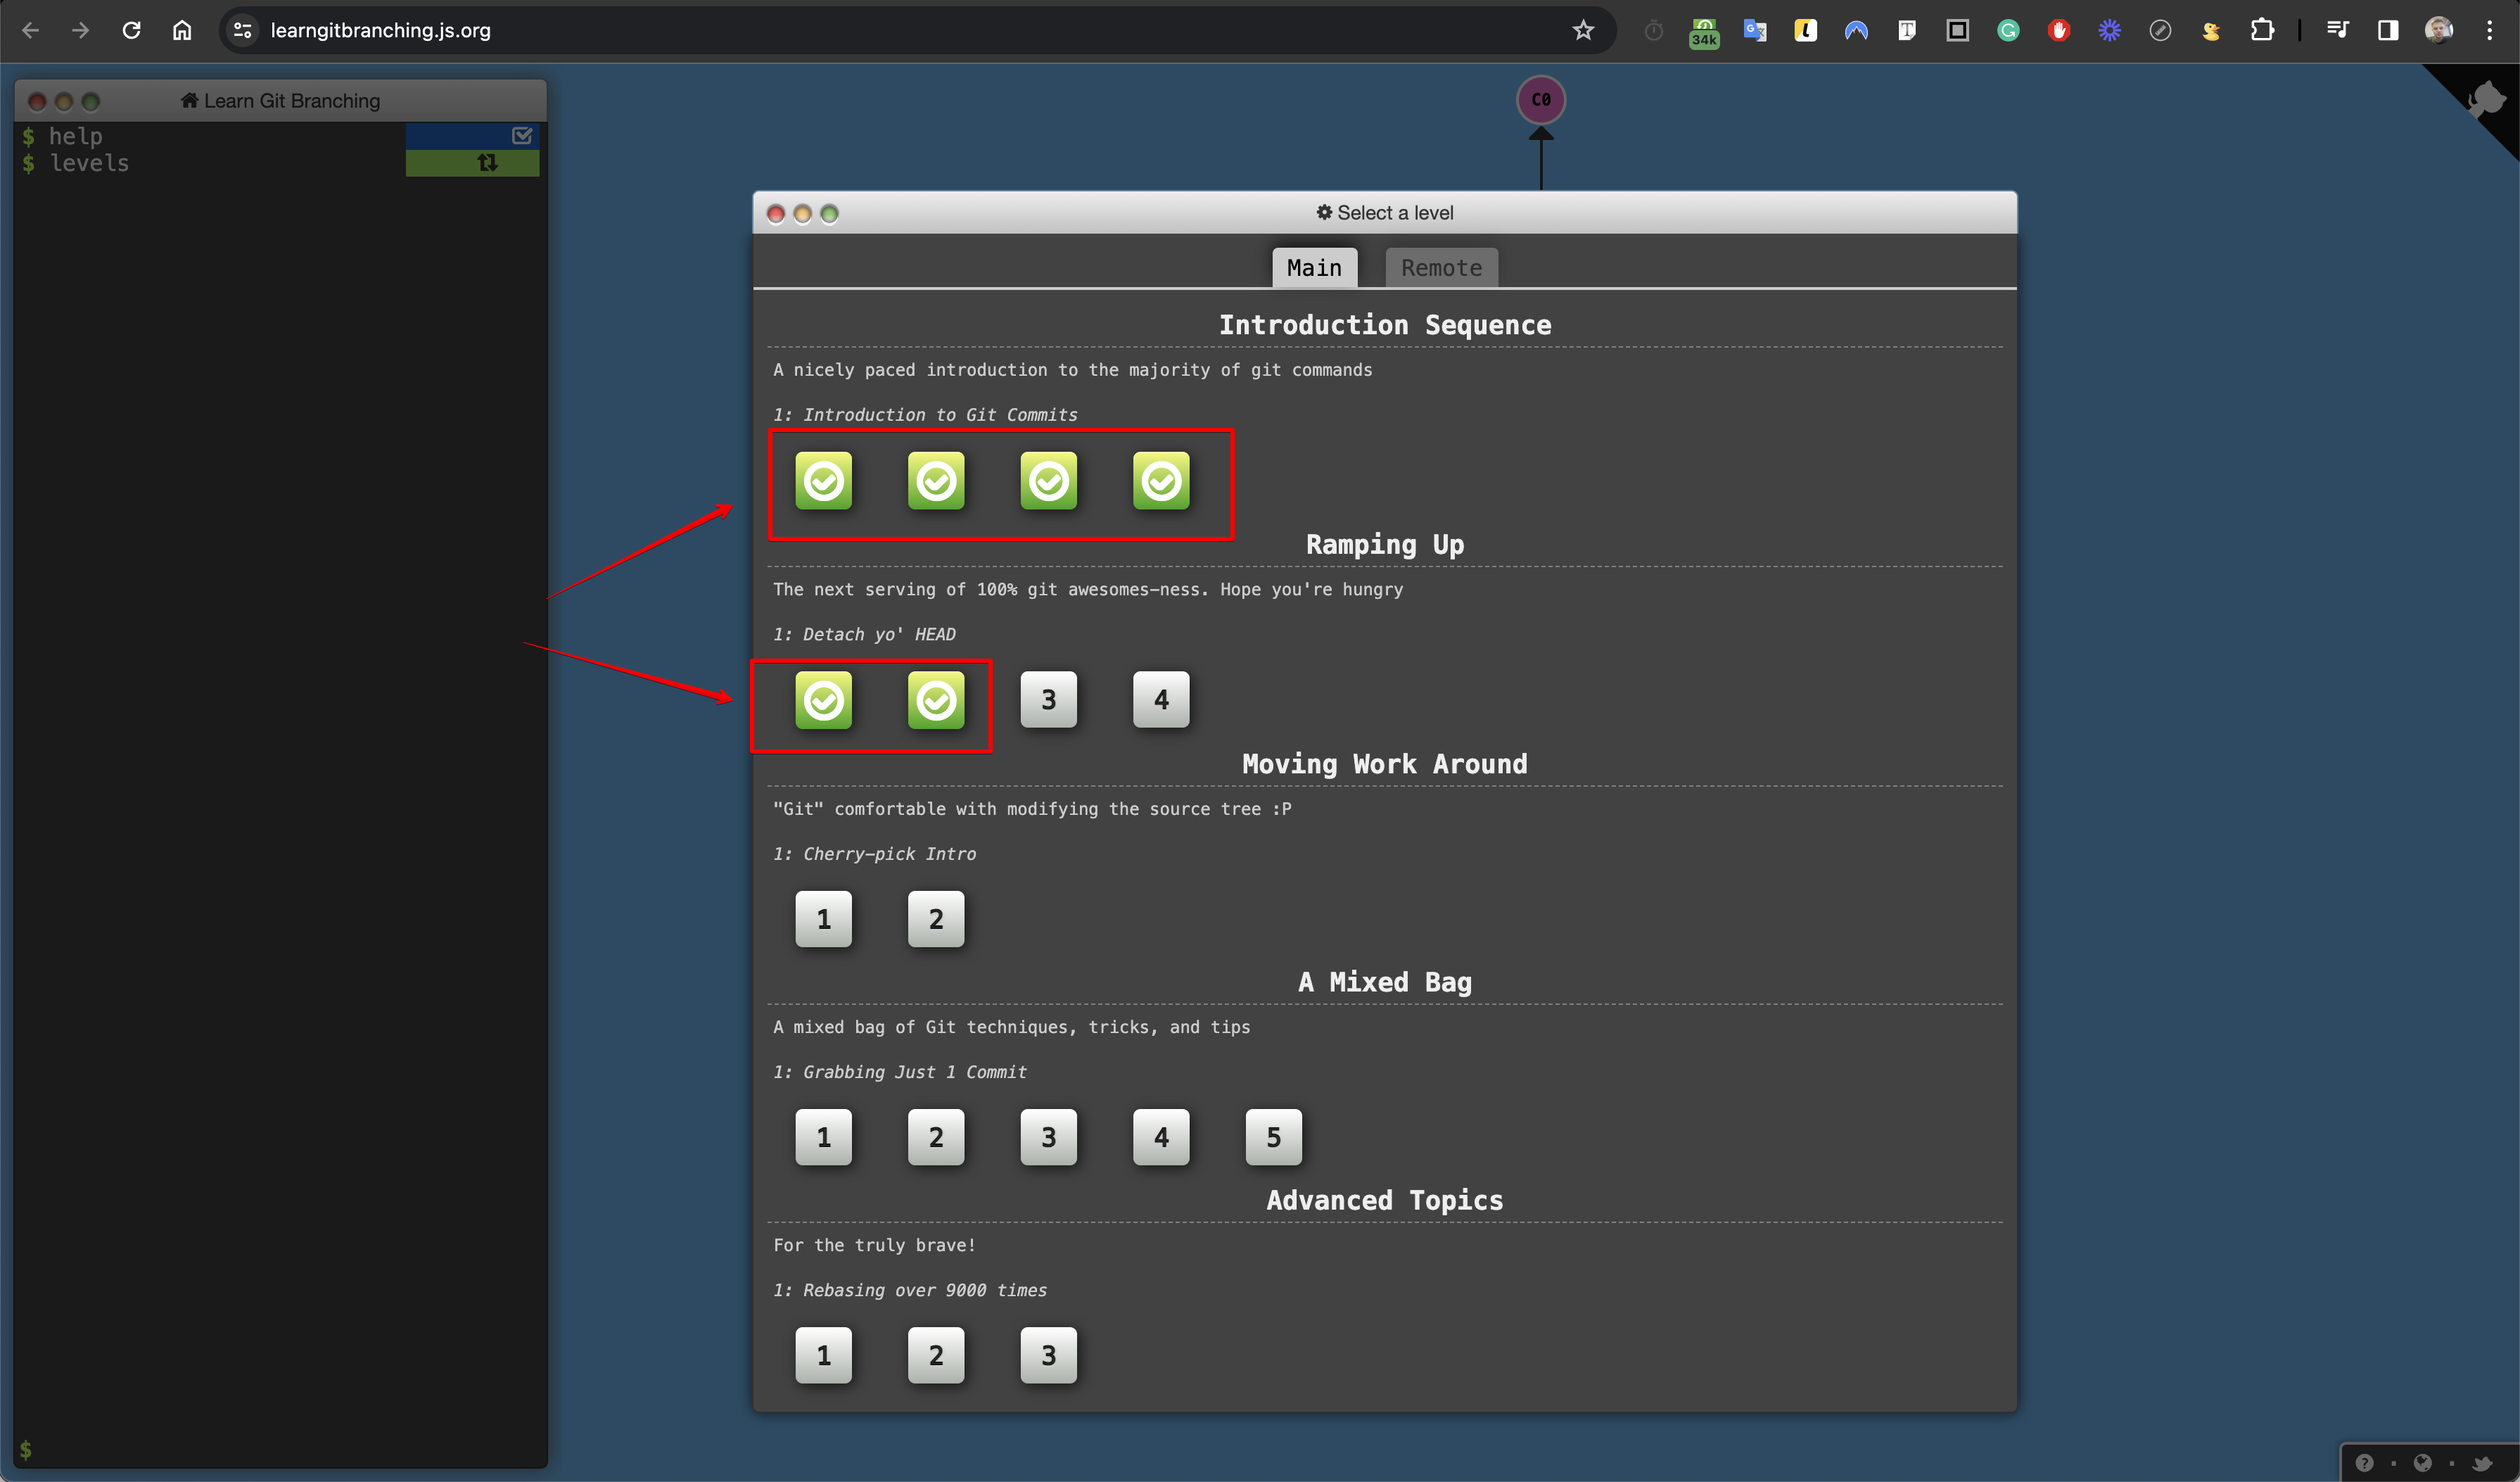 learngitbranching.js.org
34k
Learn Git Branching
$ help
$ levels
$
C0
Select a level
Main Remote
Introduction Sequence
A nicely paced introduction to the majority of git commands
1: Introduction to Git Commits
Ramping Up
The next serving of 100% git awesomes-ness. Hope you're hungry
1: Detach yo' HEAD
3 4
Moving Work Around
"Git" comfortable with modifying the source tree :P
1: Cherry-pick Intro
1 2
A Mixed Bag
A mixed bag of Git techniques, tricks, and tips
1: Grabbing Just 1 Commit
1 2 3 4 5
Advanced Topics
For the truly brave!
1: Rebasing over 9000 times
1 2 3